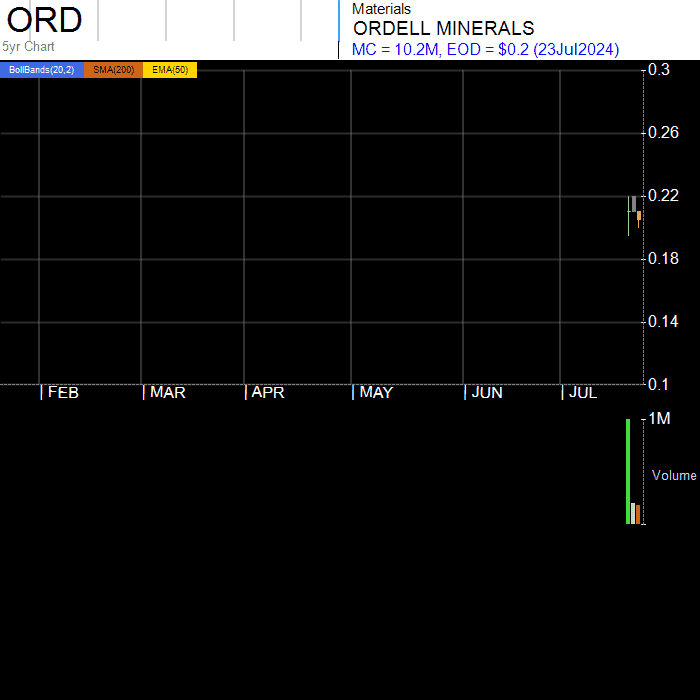 ORD
5yr Chart
Materials
ORDELL MINERALS
MC = 10.2M, EOD = $0.2 (23Jul2024)
BollBands(20,2) SMA(200) EMA(50)
0.3
0.26
0.22
0.18
0.14
0.1
| FEB | MAR | APR | MAY | JUN | JUL
1M
Volume